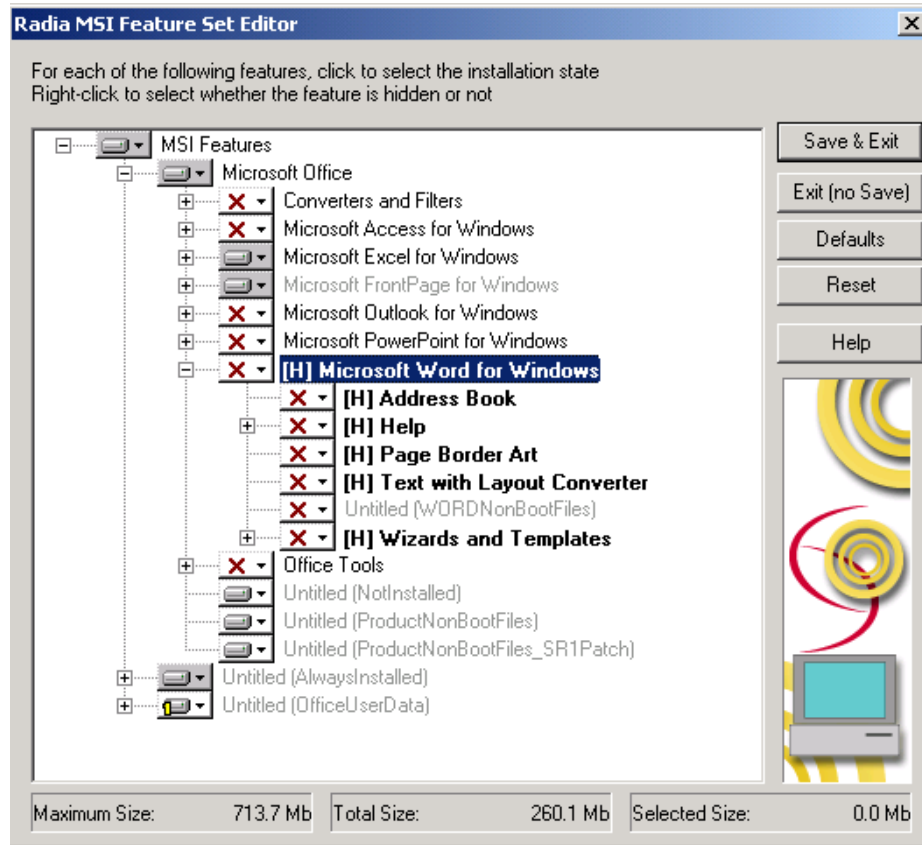 Radia MSI Feature Set Editor
For each of the following features, click to select the installation state
Right-click to select whether the feature is hidden or not
MSI Features
Microsoft Office
Converters and Filters
Microsoft Access for Windows
Microsoft Excel for Windows
Microsoft FrontPage for Windows
Microsoft Outlook for Windows
Microsoft PowerPoint for Windows
[H] Microsoft Word for Windows
[H] Address Book
[H] Help
[H] Page Border Art
[H] Text with Layout Converter
Untitled (WORDNonBootFiles)
[H] Wizards and Templates
Office Tools
Untitled (NotInstalled)
Untitled (ProductNonBootFiles)
Untitled (ProductNonBootFiles_SR1Patch)
Untitled (AlwaysInstalled)
Untitled (OfficeUserData)
Save & Exit
Exit (no Save)
Defaults
Reset
Help
Maximum Size: 713.7 Mb Total Size: 260.1 Mb Selected Size: 0.0 Mb